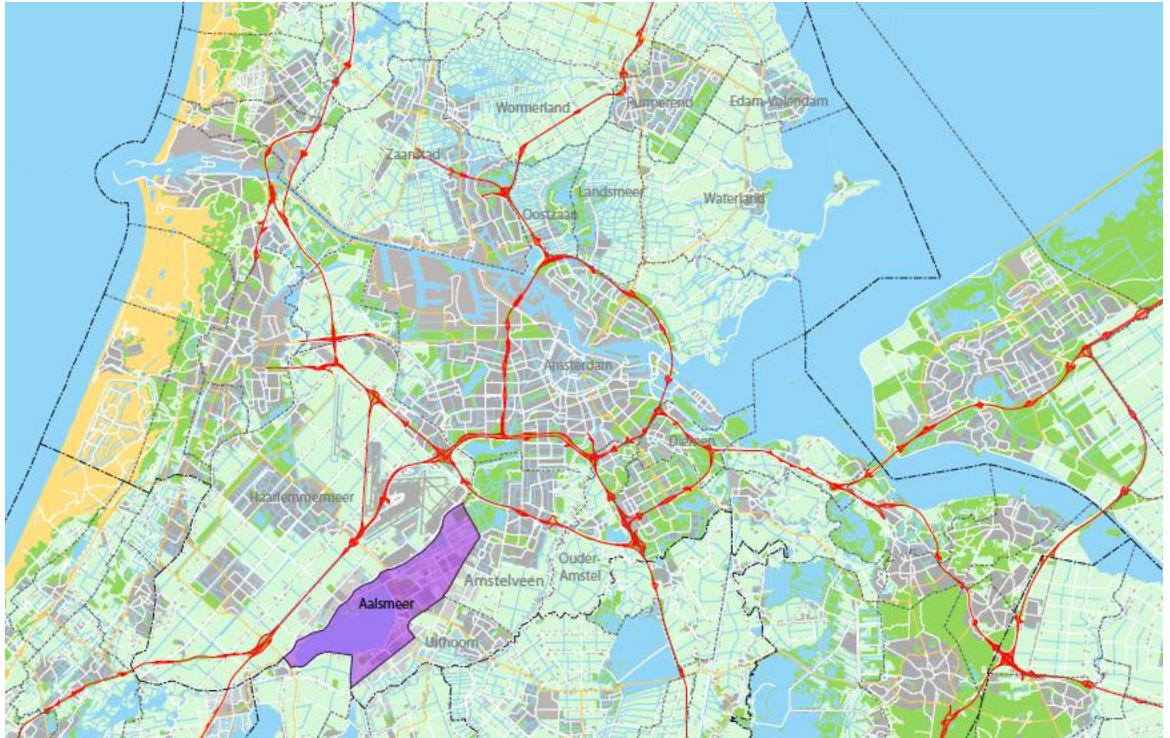 Wormerland
Purmerend
Edam-Volendam
Zaanstad
Landsmeer
Waterland
Oostzaan
Amsterdam
Diemen
Haarlemmermeer
Ouder-
Amstel
Amstelveen
Aalsmeer
Uithoorn